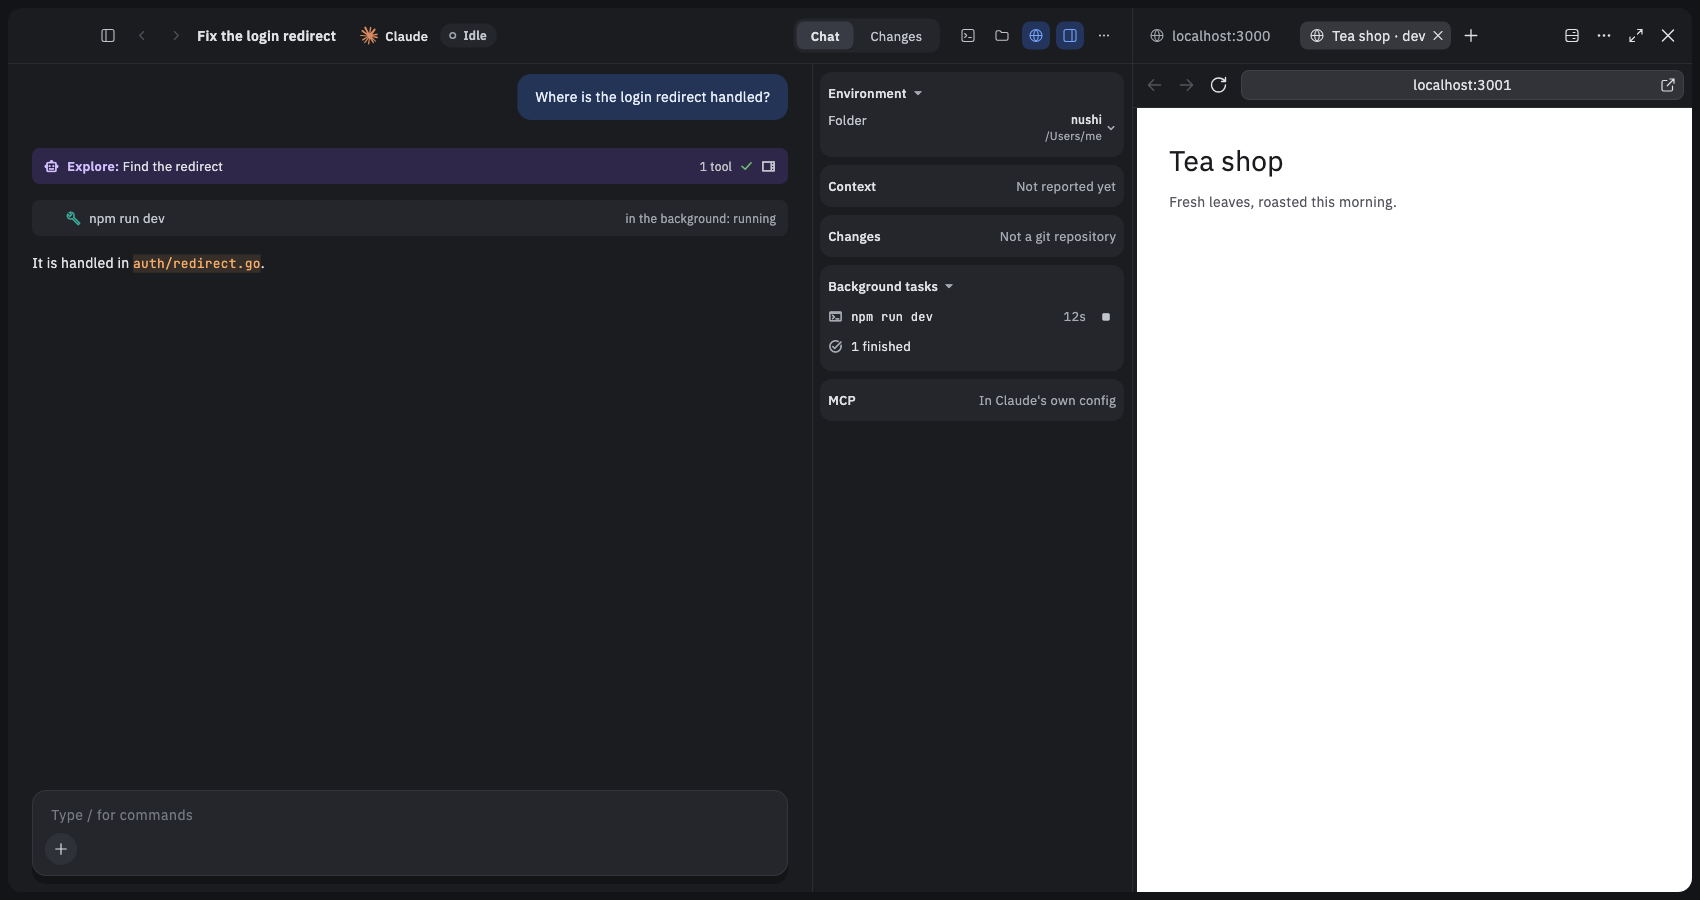 Fix the login redirect
Claude
Idle
Chat
Changes
localhost:3000
Tea shop · dev
localhost:3001
Where is the login redirect handled?
Explore: Find the redirect
1 tool
npm run dev
in the background: running
It is handled in auth/redirect.go.
Type / for commands
Environment
Folder
nushi
/Users/me
Context
Not reported yet
Changes
Not a git repository
Background tasks
npm run dev
12s
1 finished
MCP
In Claude's own config
Tea shop
Fresh leaves, roasted this morning.